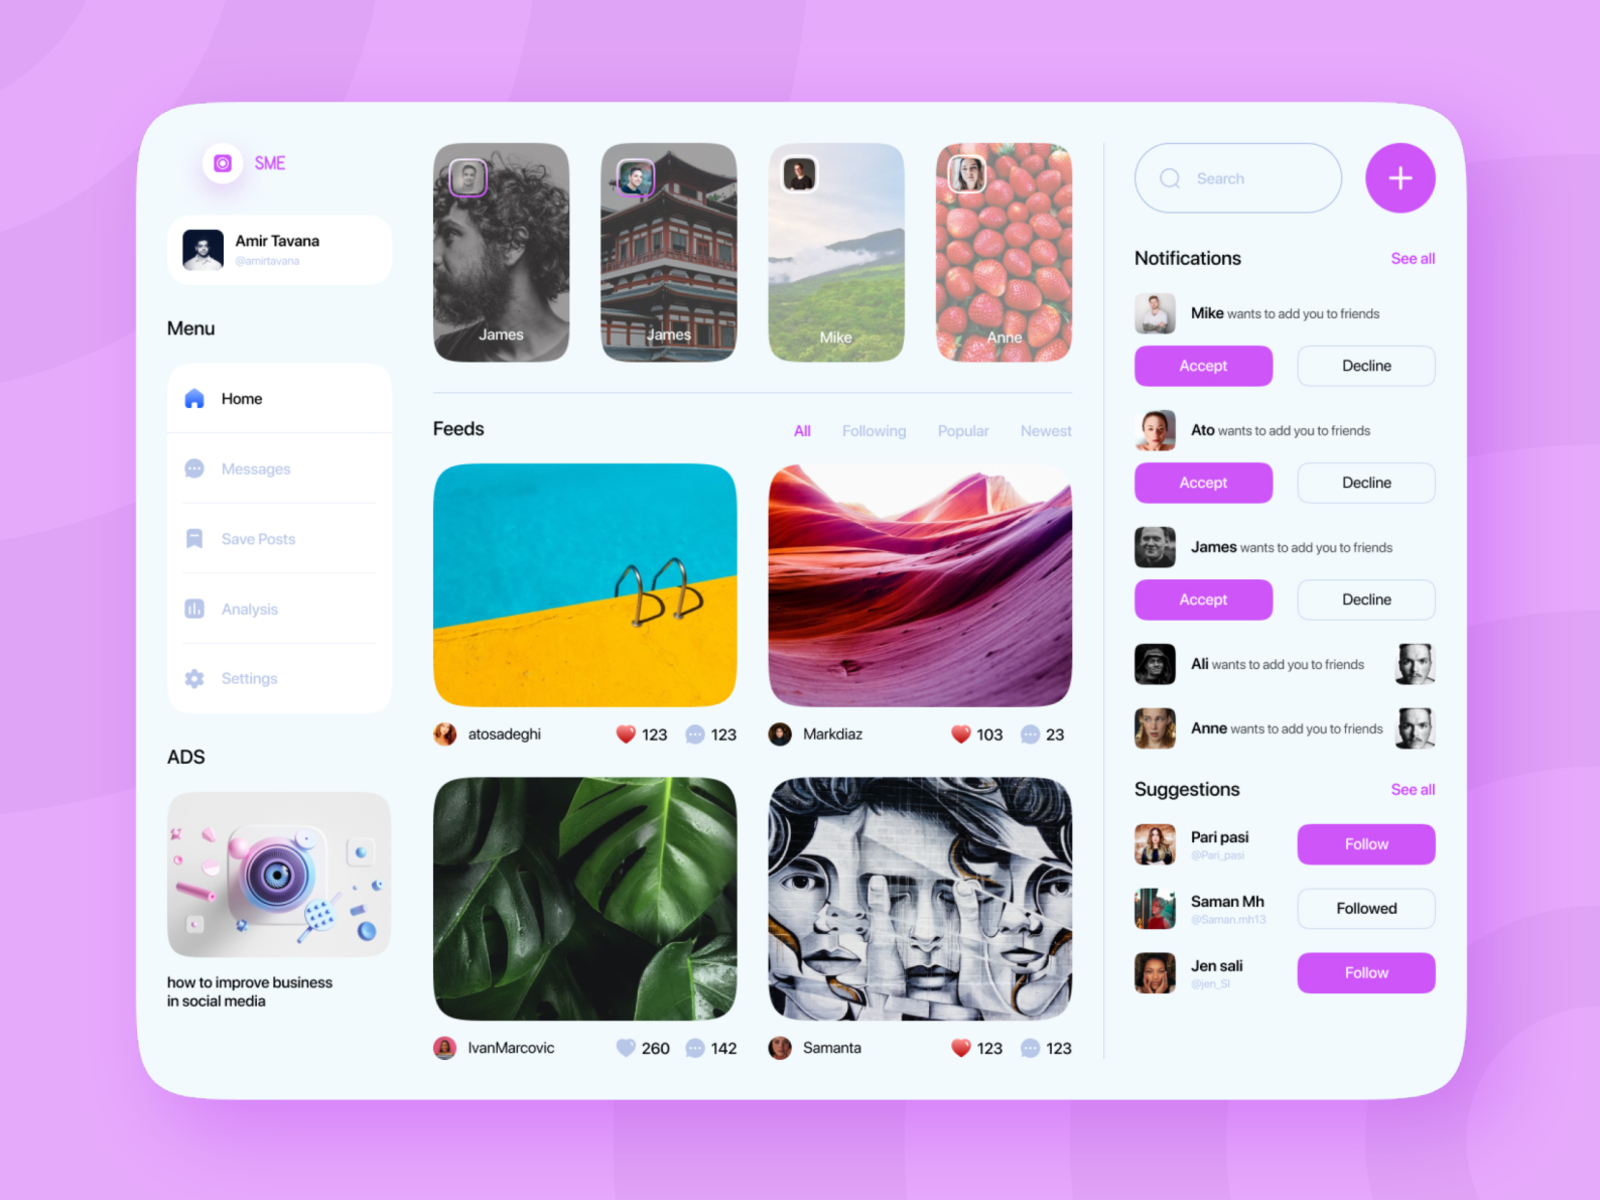 SME
Amir Tavana
@amirtavana
Menu
Home
Messages
Save Posts
Analysis
Settings
ADS
how to improve business
in social media
James
James
Mike
Anne
Feeds
All Following Popular Newest
atosadeghi 123 123
Markdiaz 103 23
IvanMarcovic 260 142
Samanta 123 123
Search
Notifications See all
Mike wants to add you to friends
Accept Decline
Ato wants to add you to friends
Accept Decline
James wants to add you to friends
Accept Decline
Ali wants to add you to friends
Anne wants to add you to friends
Suggestions See all
Pari pasi
@Pari_pasi
Follow
Saman Mh
@Saman.mh13
Followed
Jen sali
@jen_Sl
Follow